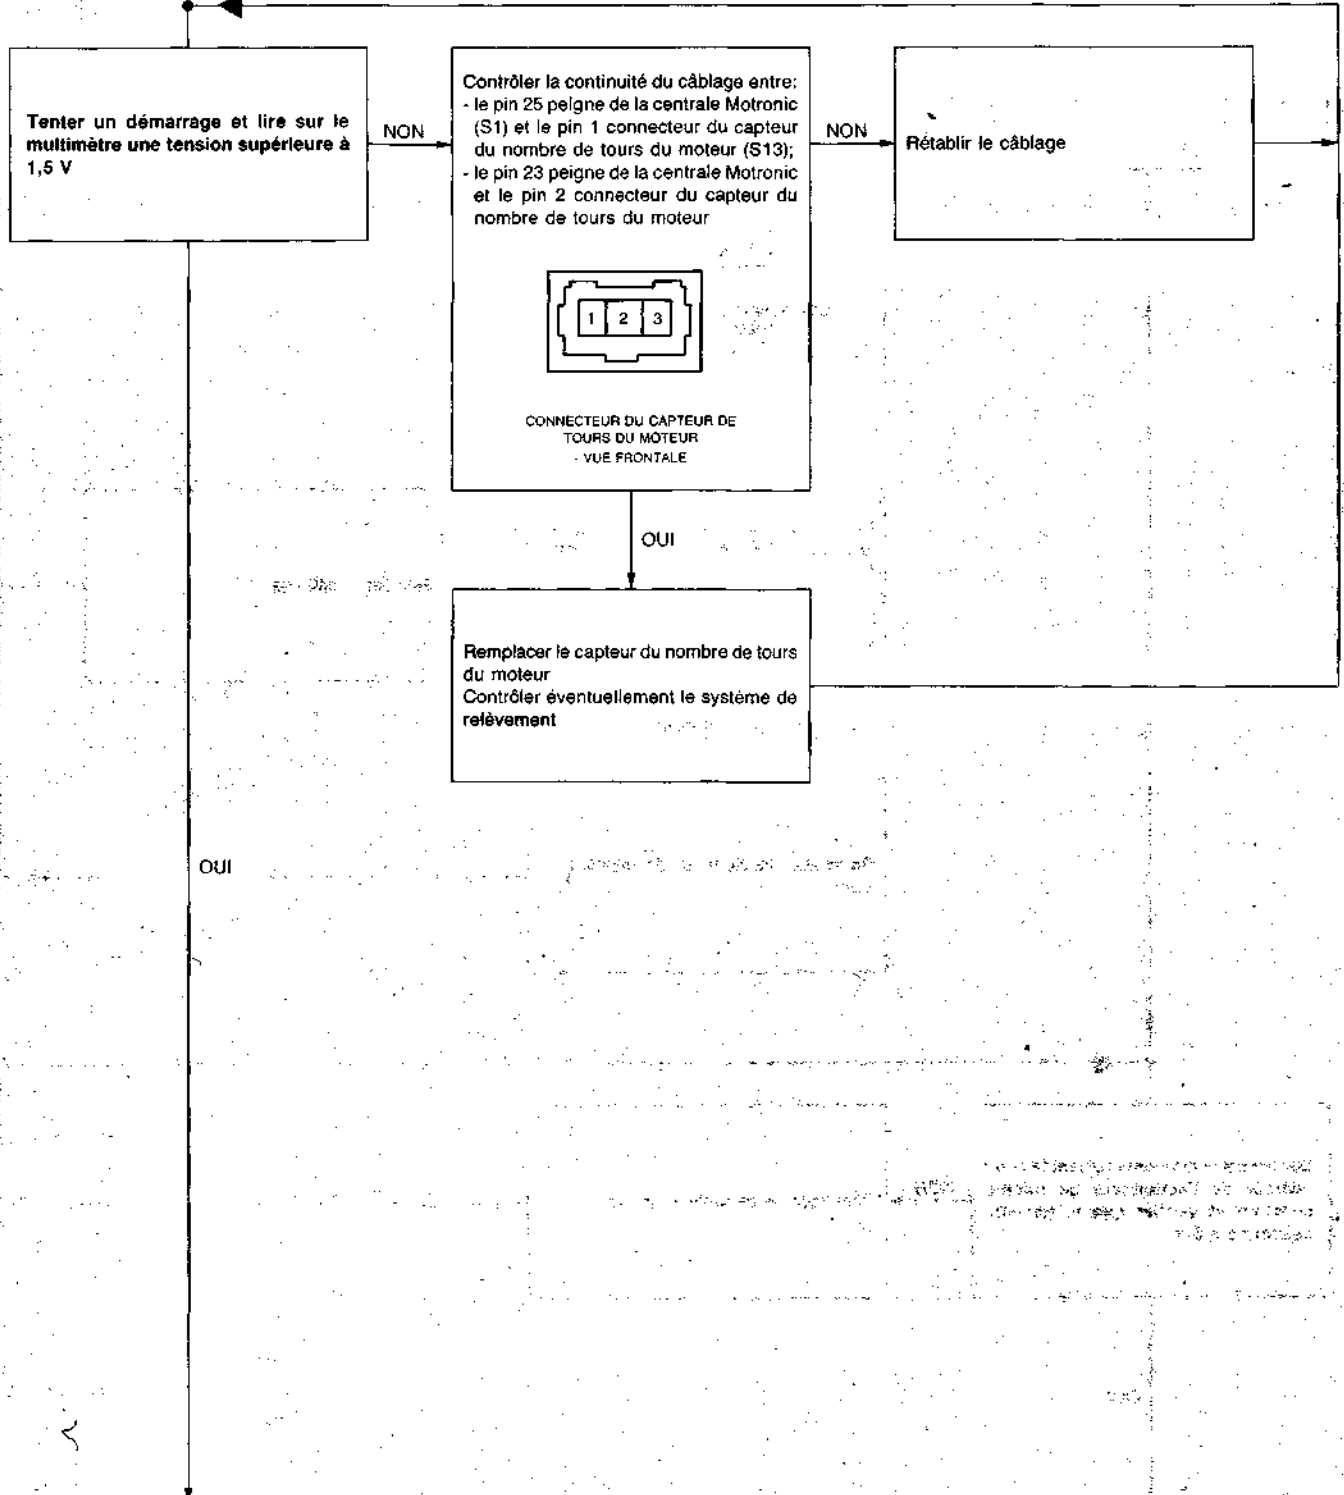 Tenter un démarrage et lire sur le
multimètre une tension supérieure à
1,5 V
NON
Contrôler la continuité du câblage entre:
- le pin 25 peigne de la centrale Motronic
(S1) et le pin 1 connecteur du capteur
du nombre de tours du moteur (S13);
- le pin 23 peigne de la centrale Motronic
et le pin 2 connecteur du capteur du
nombre de tours du moteur
1 2 3
CONNECTEUR DU CAPTEUR DE
TOURS DU MOTEUR
- VUE FRONTALE
NON
Rétablir le câblage
OUI
Remplacer le capteur du nombre de tours
du moteur
Contrôler éventuellement le système de
relèvement
OUI